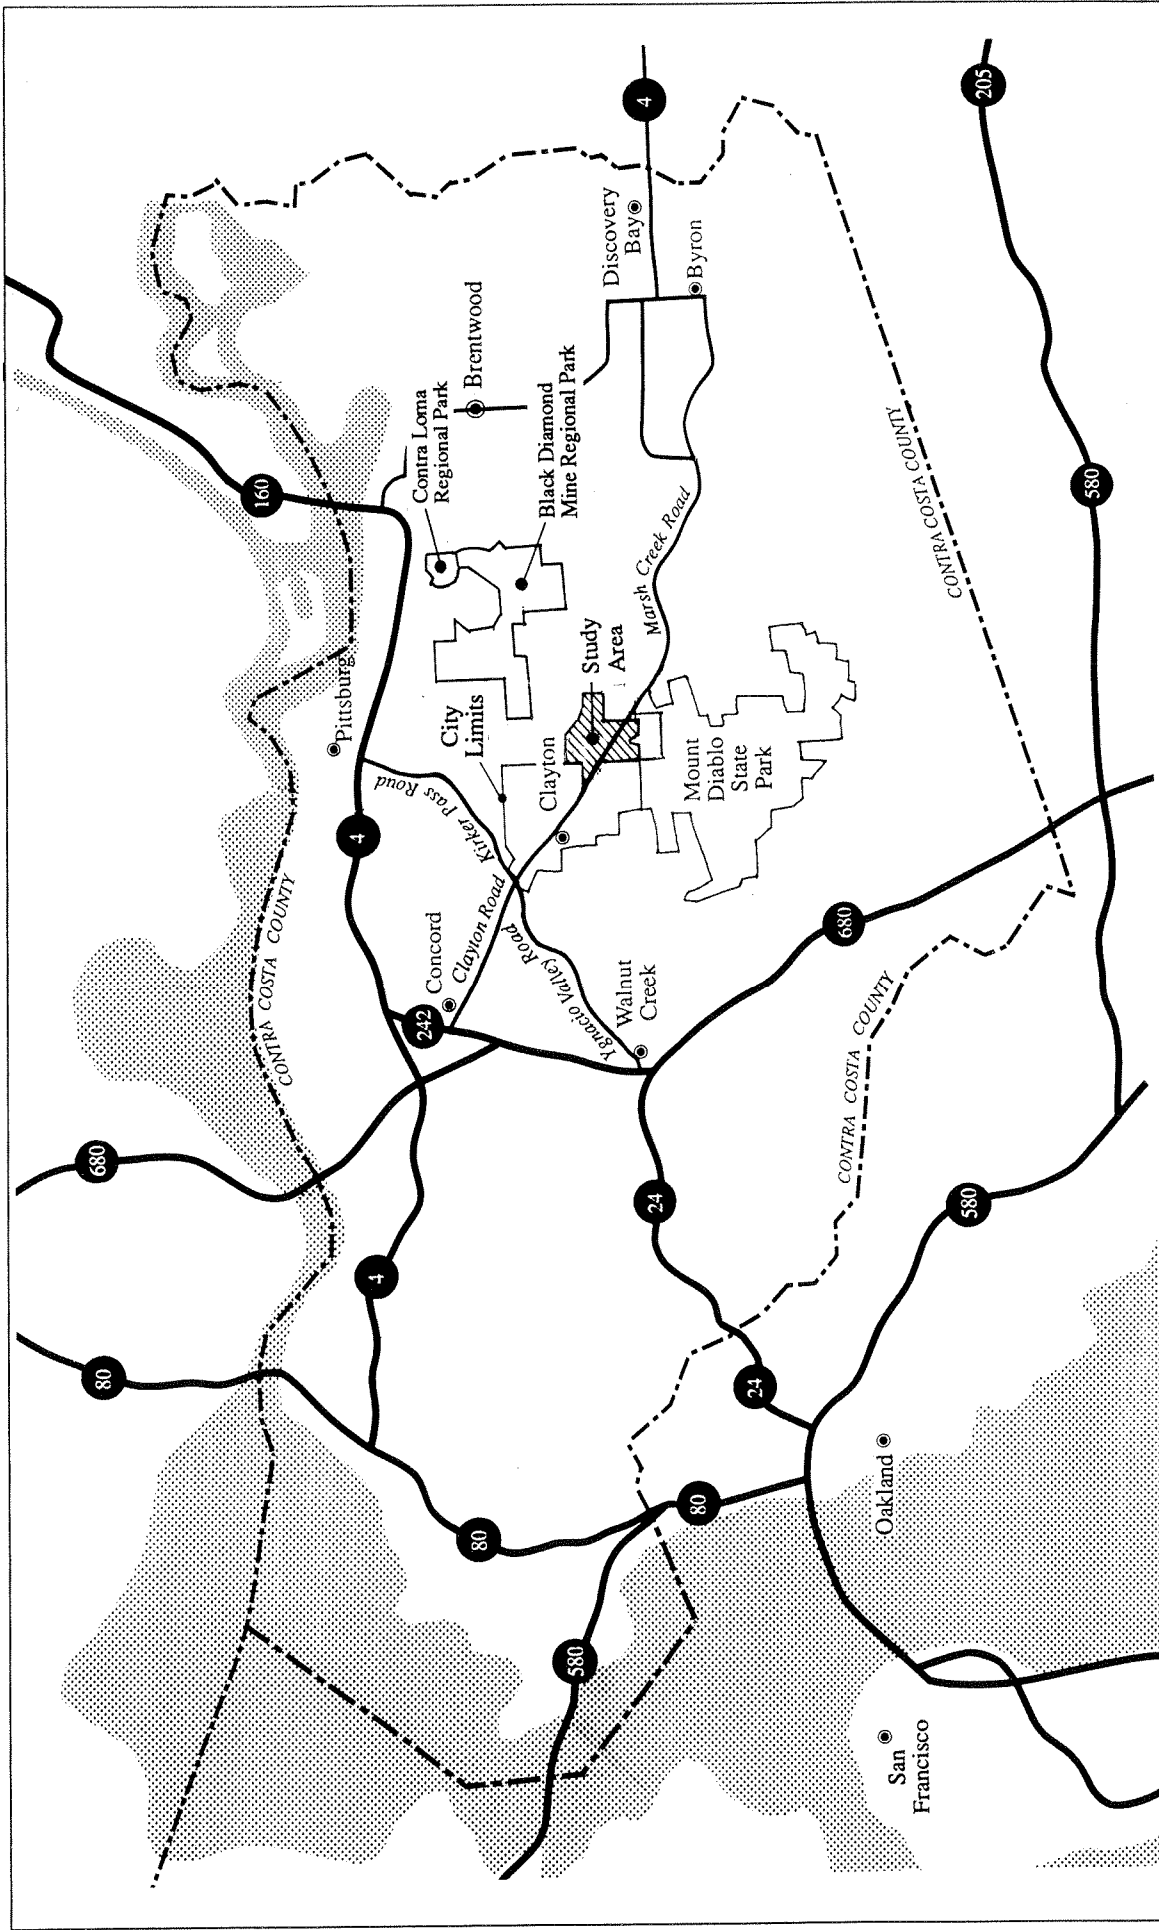 80
680
160
CONTRA COSTA COUNTY
Pittsburg
4
4
Kirker Pass Road
242
Concord
Contra Loma
Regional Park
Brentwood
City
Limits
Clayton Road
80
Black Diamond
Mine Regional Park
Clayton
Ygnacio Valley Road
580
Study
Area
Discovery
Bay
Walnut
Creek
Marsh Creek Road
4
24
Byron
80
Mount
Diablo
State
Park
24
680
CONTRA COSTA COUNTY
CONTRA COSTA COUNTY
CONTRA COSTA COUNTY
Oakland
San
Francisco
580
205
580